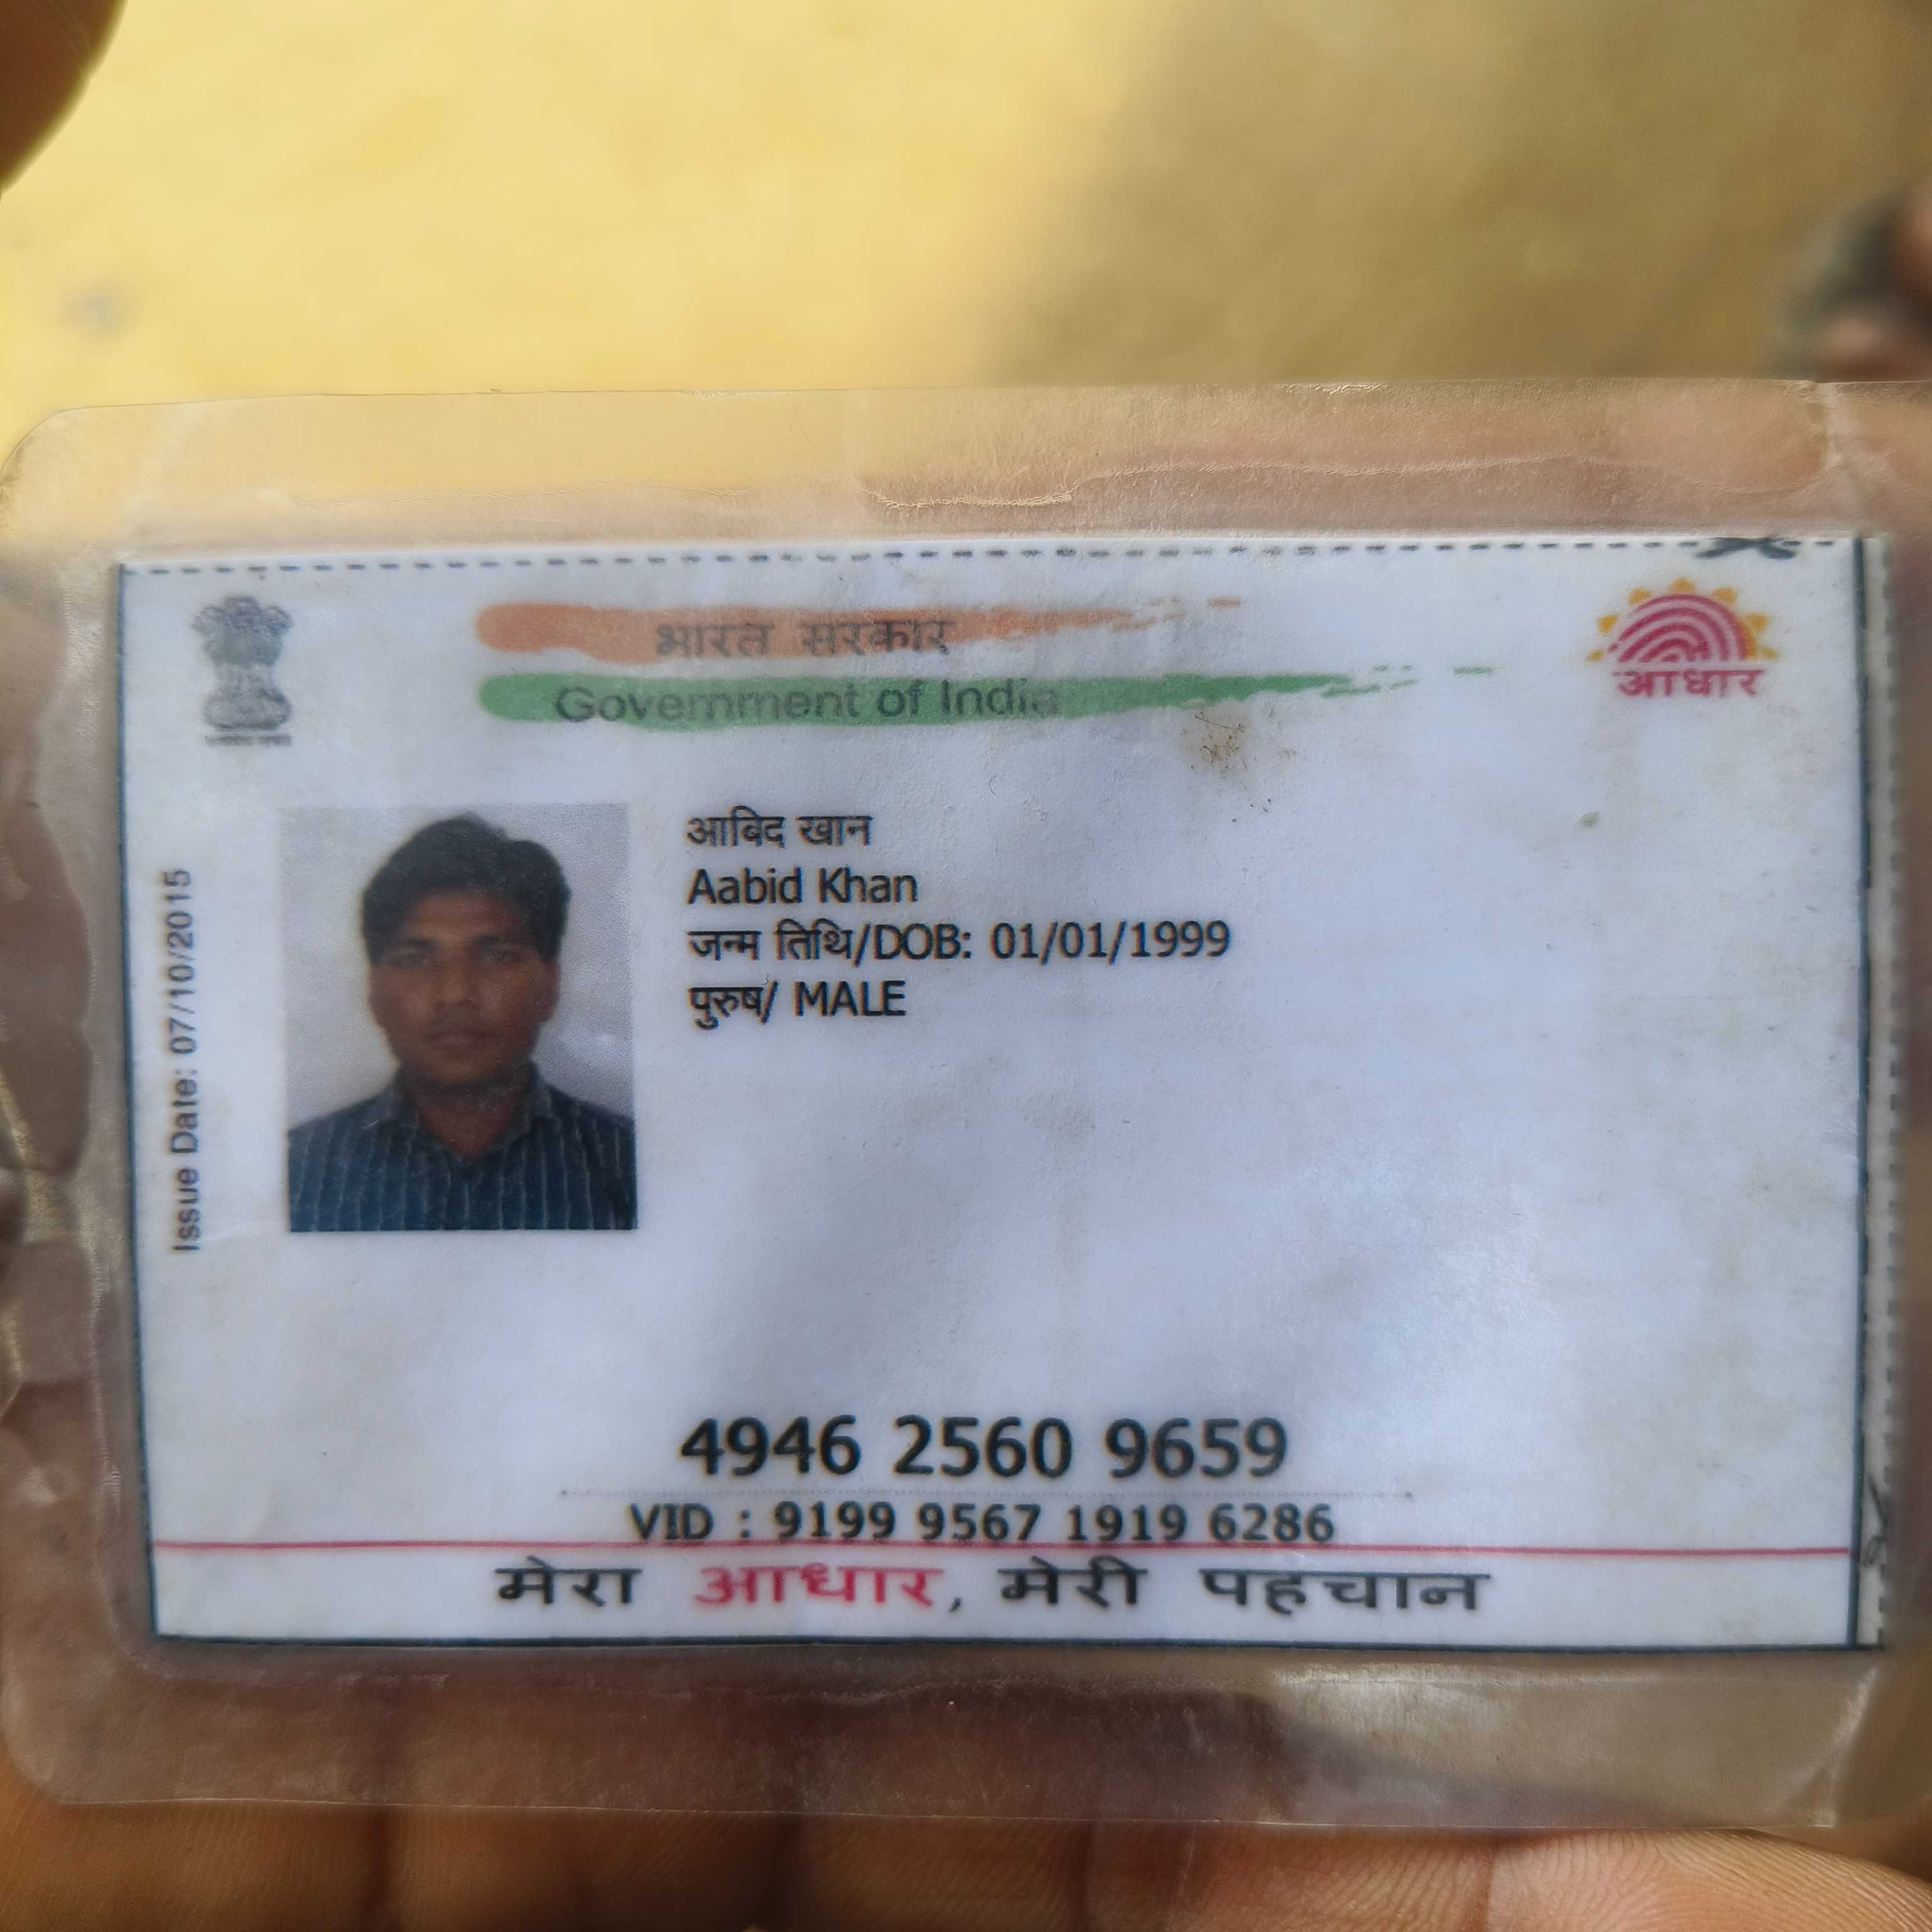 भारत सरकार
Government of India
आधार
Issue Date: 07/10/2015
आबिद खान
Aabid Khan
जन्म तिथि/DOB: 01/01/1999
पुरुष/ MALE
4946 2560 9659
VID : 9199 9567 1919 6286
मेरा आधार, मेरी पहचान